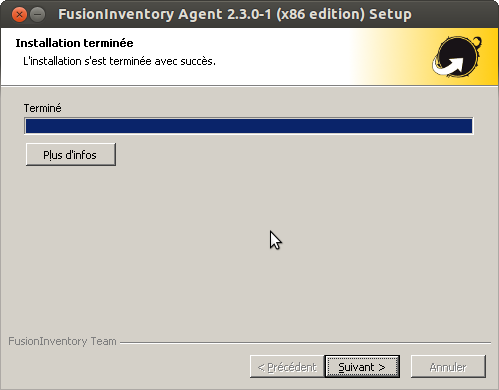 FusionInventory Agent 2.3.0-1 (x86 edition) Setup
Installation terminée
L'installation s'est terminée avec succès.
Terminé
Plus d'infos
FusionInventory Team
< Précédent
Suivant >
Annuler